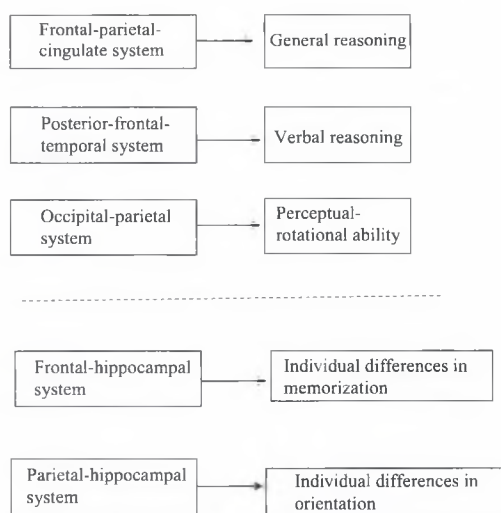 Frontal-parietal-
cingulate system
General reasoning
Posterior-frontal-
temporal system
Verbal reasoning
Occipital-parietal
system
Perceptual-
rotational ability
Frontal-hippocampal
system
Individual differences in
memorization
Parietal-hippocampal
system
Individual differences in
orientation